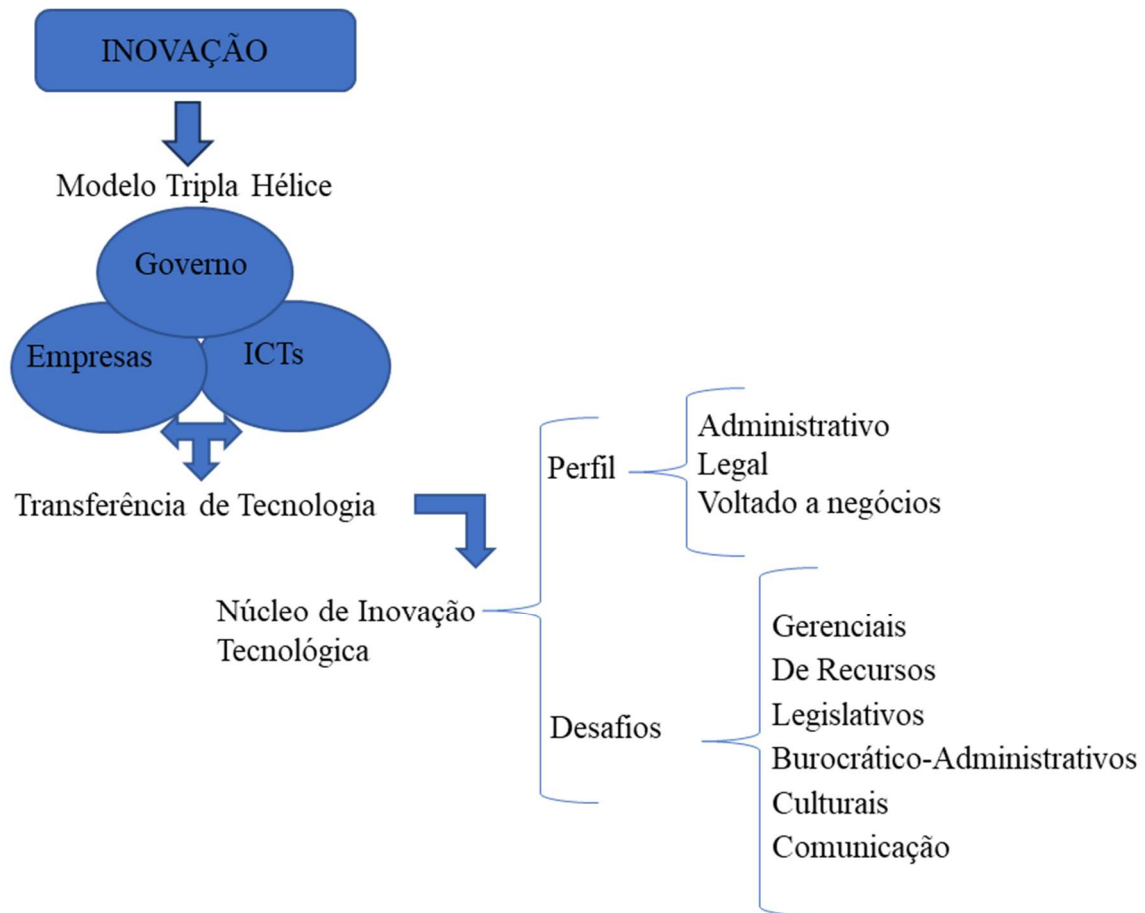 INOVAÇÃO
Modelo Tripla Hélice
Governo
Empresas
ICTs
Transferência de Tecnologia
Núcleo de Inovação
Tecnológica
Perfil
Administrativo
Legal
Voltado a negócios
Desafios
Gerenciais
De Recursos
Legislativos
Burocrático-Administrativos
Culturais
Comunicação